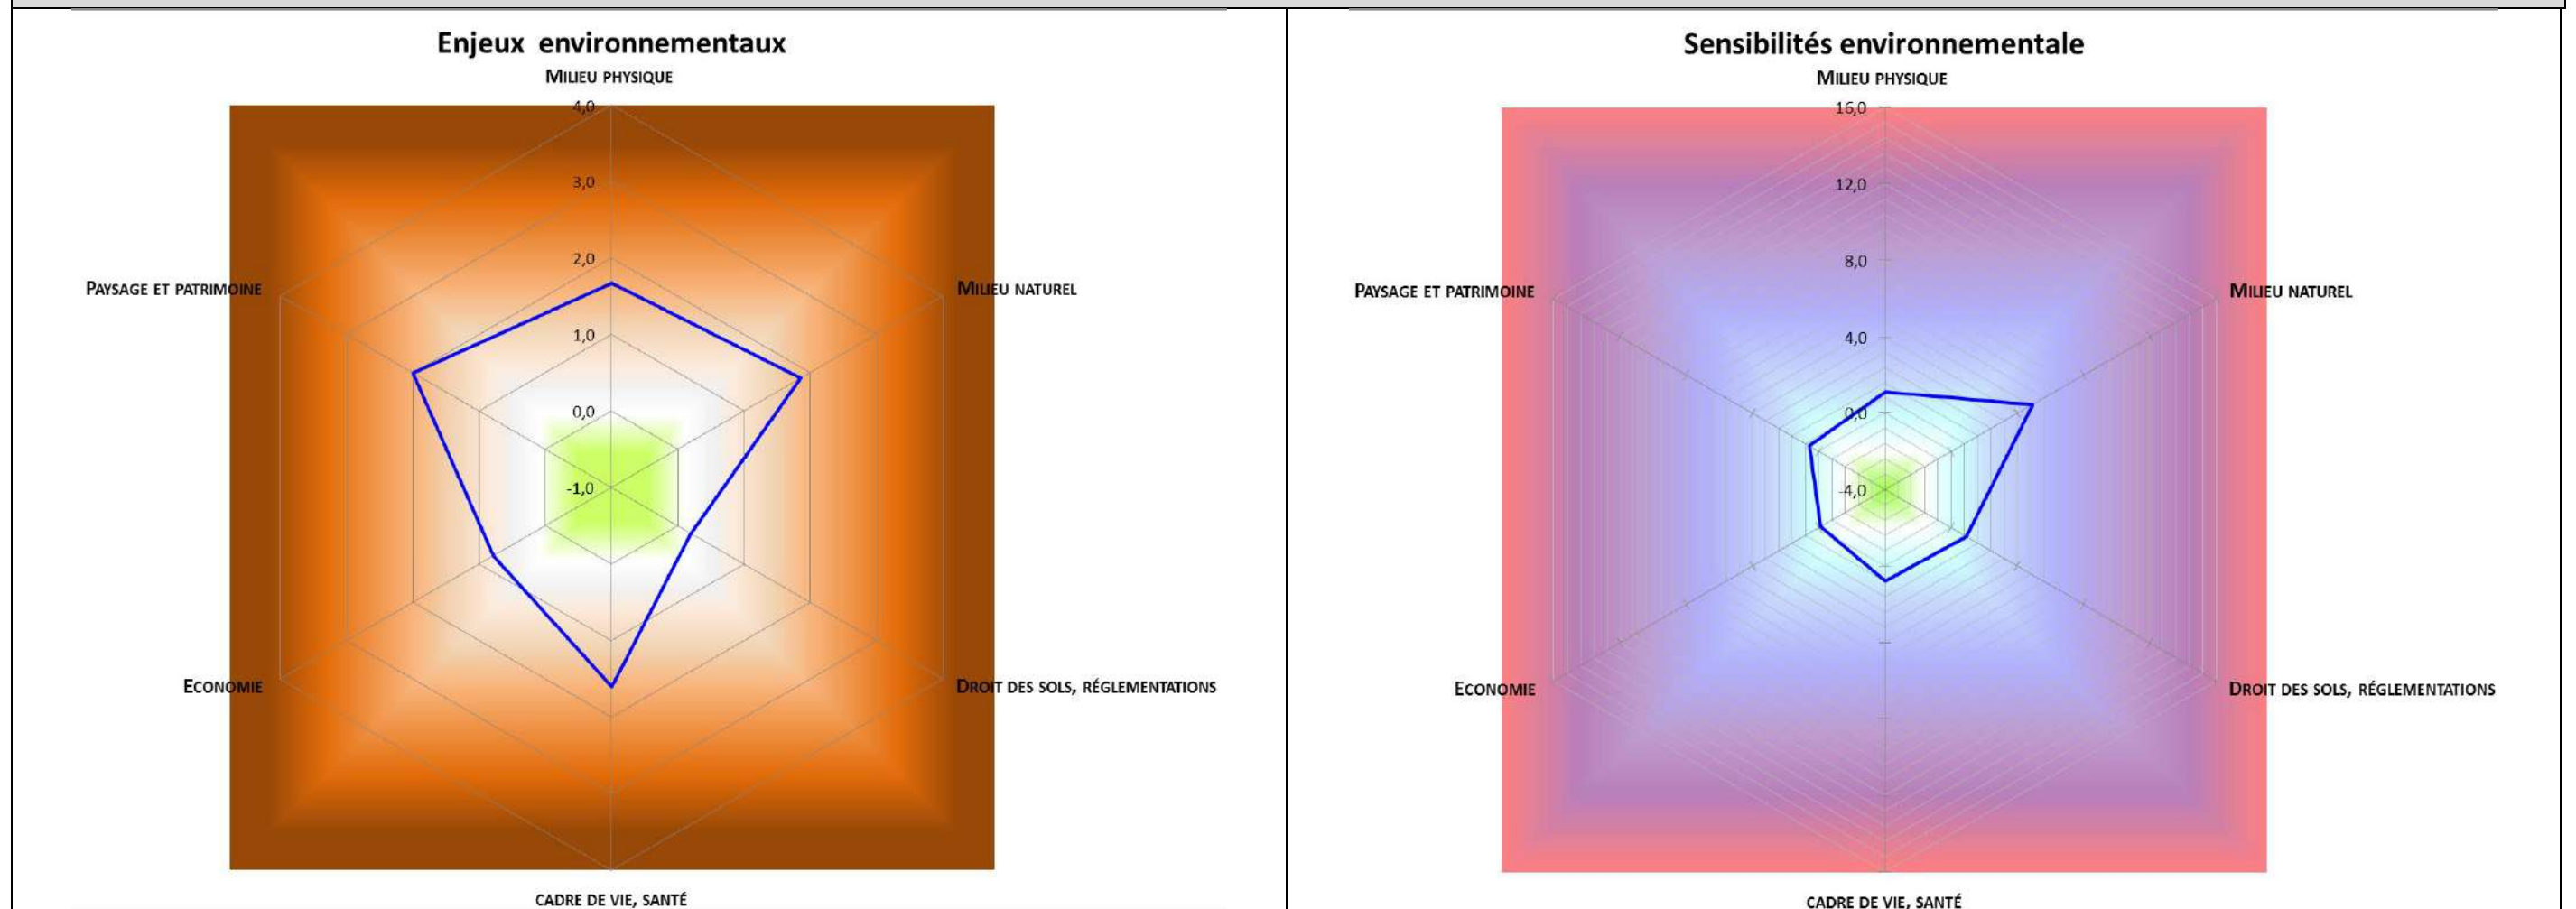 Enjeux environnementaux
MILIEU PHYSIQUE
4,0
3,0
2,0
1,0
0,0
-1,0
PAYSAGE ET PATRIMOINE
MILIEU NATUREL
ECONOMIE
DROIT DES SOLS, RÉGLEMENTATIONS
CADRE DE VIE, SANTÉ
Sensibilités environnementale
MILIEU PHYSIQUE
16,0
12,0
8,0
4,0
0,0
-4,0
PAYSAGE ET PATRIMOINE
MILIEU NATUREL
ECONOMIE
DROIT DES SOLS, RÉGLEMENTATIONS
CADRE DE VIE, SANTÉ